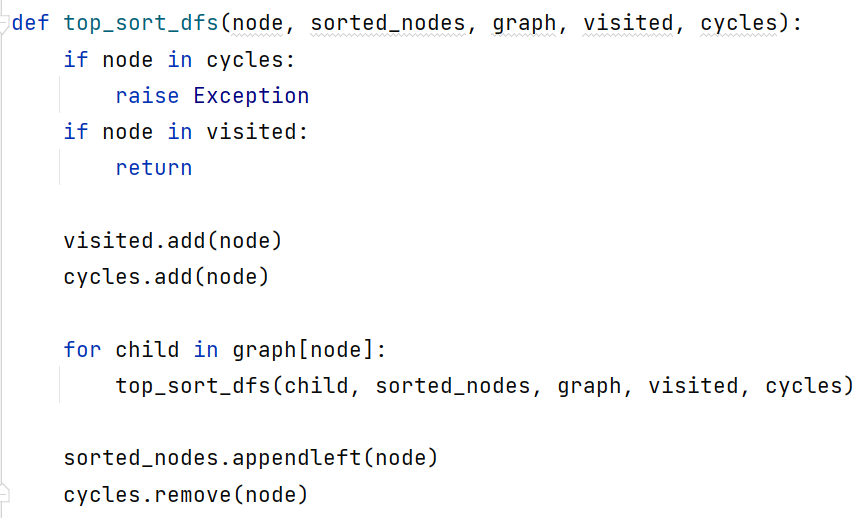 def top_sort_dfs(node, sorted_nodes, graph, visited, cycles):
    if node in cycles:
        raise Exception
    if node in visited:
        return

    visited.add(node)
    cycles.add(node)

    for child in graph[node]:
        top_sort_dfs(child, sorted_nodes, graph, visited, cycles)

    sorted_nodes.appendleft(node)
    cycles.remove(node)